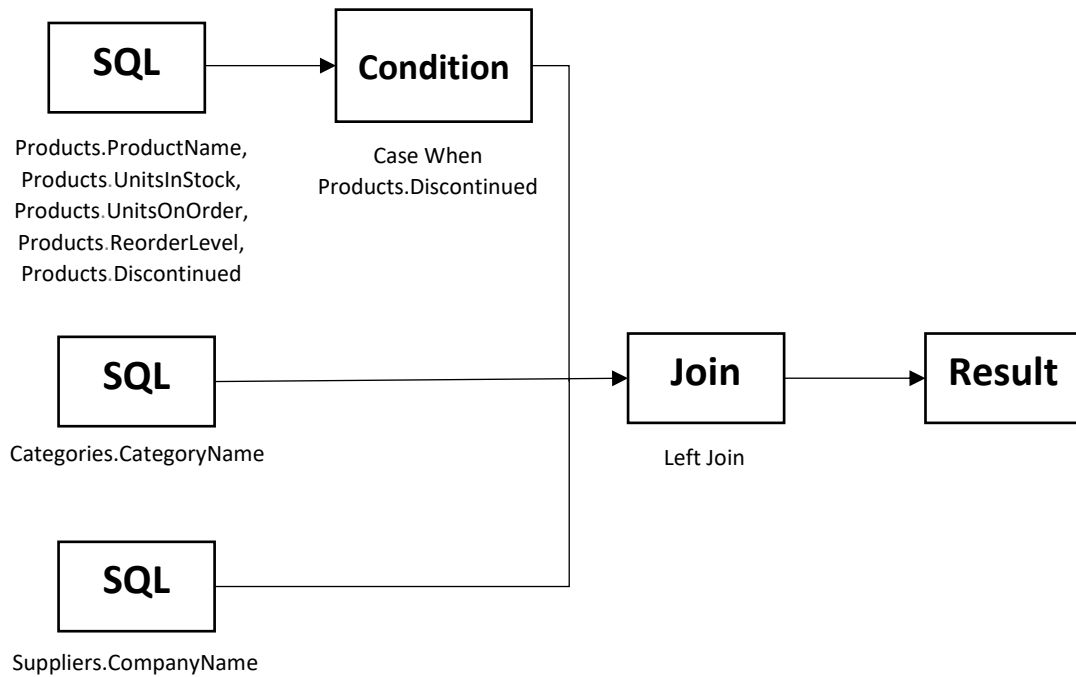 SQL
Condition
Products.ProductName,
Products.UnitsInStock,
Products.UnitsOnOrder,
Products.ReorderLevel,
Products.Discontinued
Case When
Products.Discontinued
SQL
Categories.CategoryName
Join
Left Join
Result
SQL
Suppliers.CompanyName